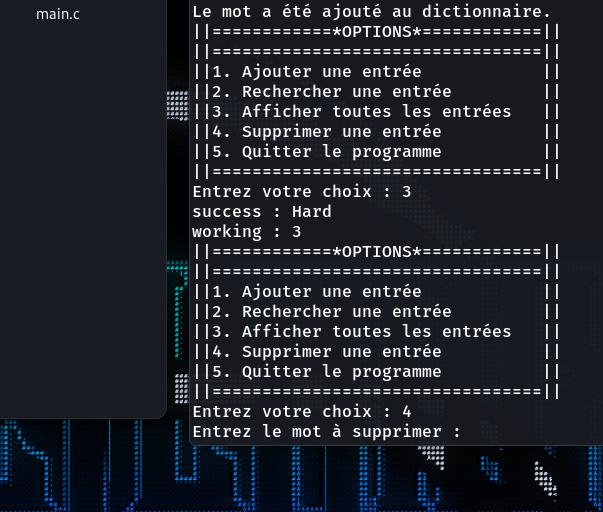 main.c
Le mot a été ajouté au dictionnaire.
||============*OPTIONS*============||
||=================================||
||1. Ajouter une entrée            ||
||2. Rechercher une entrée         ||
||3. Afficher toutes les entrées   ||
||4. Supprimer une entrée          ||
||5. Quitter le programme          ||
||=================================||
Entrez votre choix : 3
success : Hard
working : 3
||============*OPTIONS*============||
||=================================||
||1. Ajouter une entrée            ||
||2. Rechercher une entrée         ||
||3. Afficher toutes les entrées   ||
||4. Supprimer une entrée          ||
||5. Quitter le programme          ||
||=================================||
Entrez votre choix : 4
Entrez le mot à supprimer :